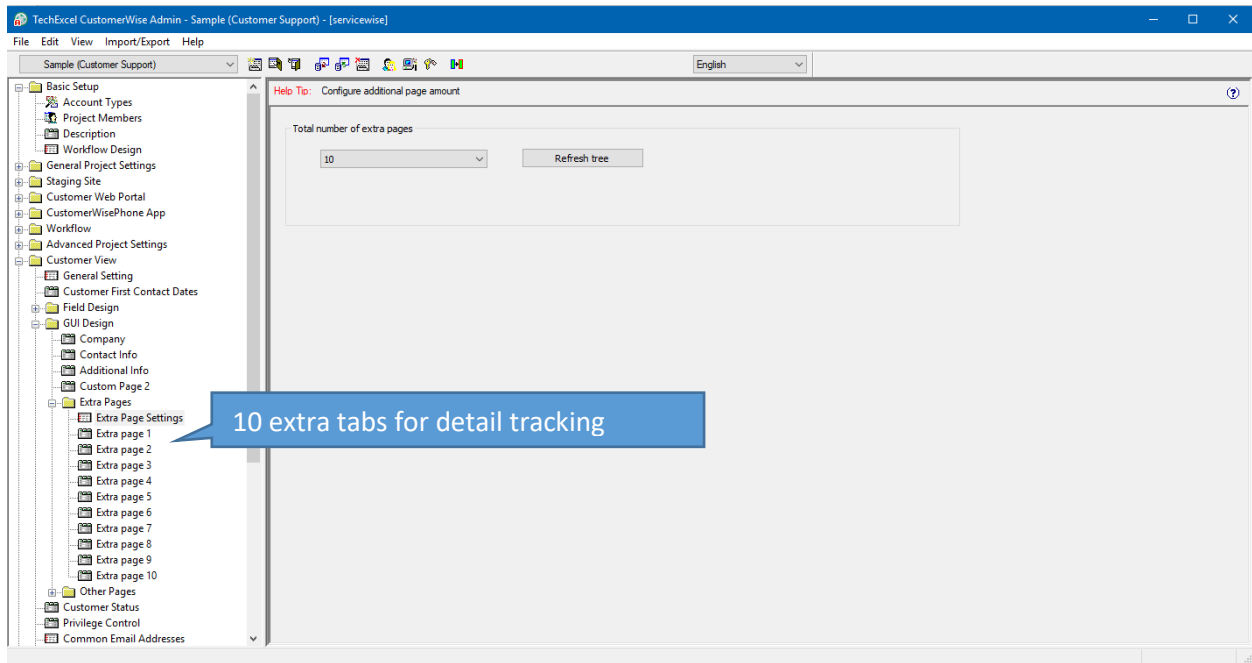 TechExcel CustomerWise Admin - Sample (Customer Support) - [servicewise]
File Edit View Import/Export Help
Sample (Customer Support)
English
Basic Setup
Account Types
Project Members
Description
Workflow Design
General Project Settings
Staging Site
Customer Web Portal
CustomerWisePhone App
Workflow
Advanced Project Settings
Customer View
General Setting
Customer First Contact Dates
Field Design
GUI Design
Company
Contact Info
Additional Info
Custom Page 2
Extra Pages
Extra Page Settings
Extra page 1
Extra page 2
Extra page 3
Extra page 4
Extra page 5
Extra page 6
Extra page 7
Extra page 8
Extra page 9
Extra page 10
Other Pages
Customer Status
Privilege Control
Common Email Addresses
Help Tip: Configure additional page amount
Total number of extra pages
10
Refresh tree
10 extra tabs for detail tracking